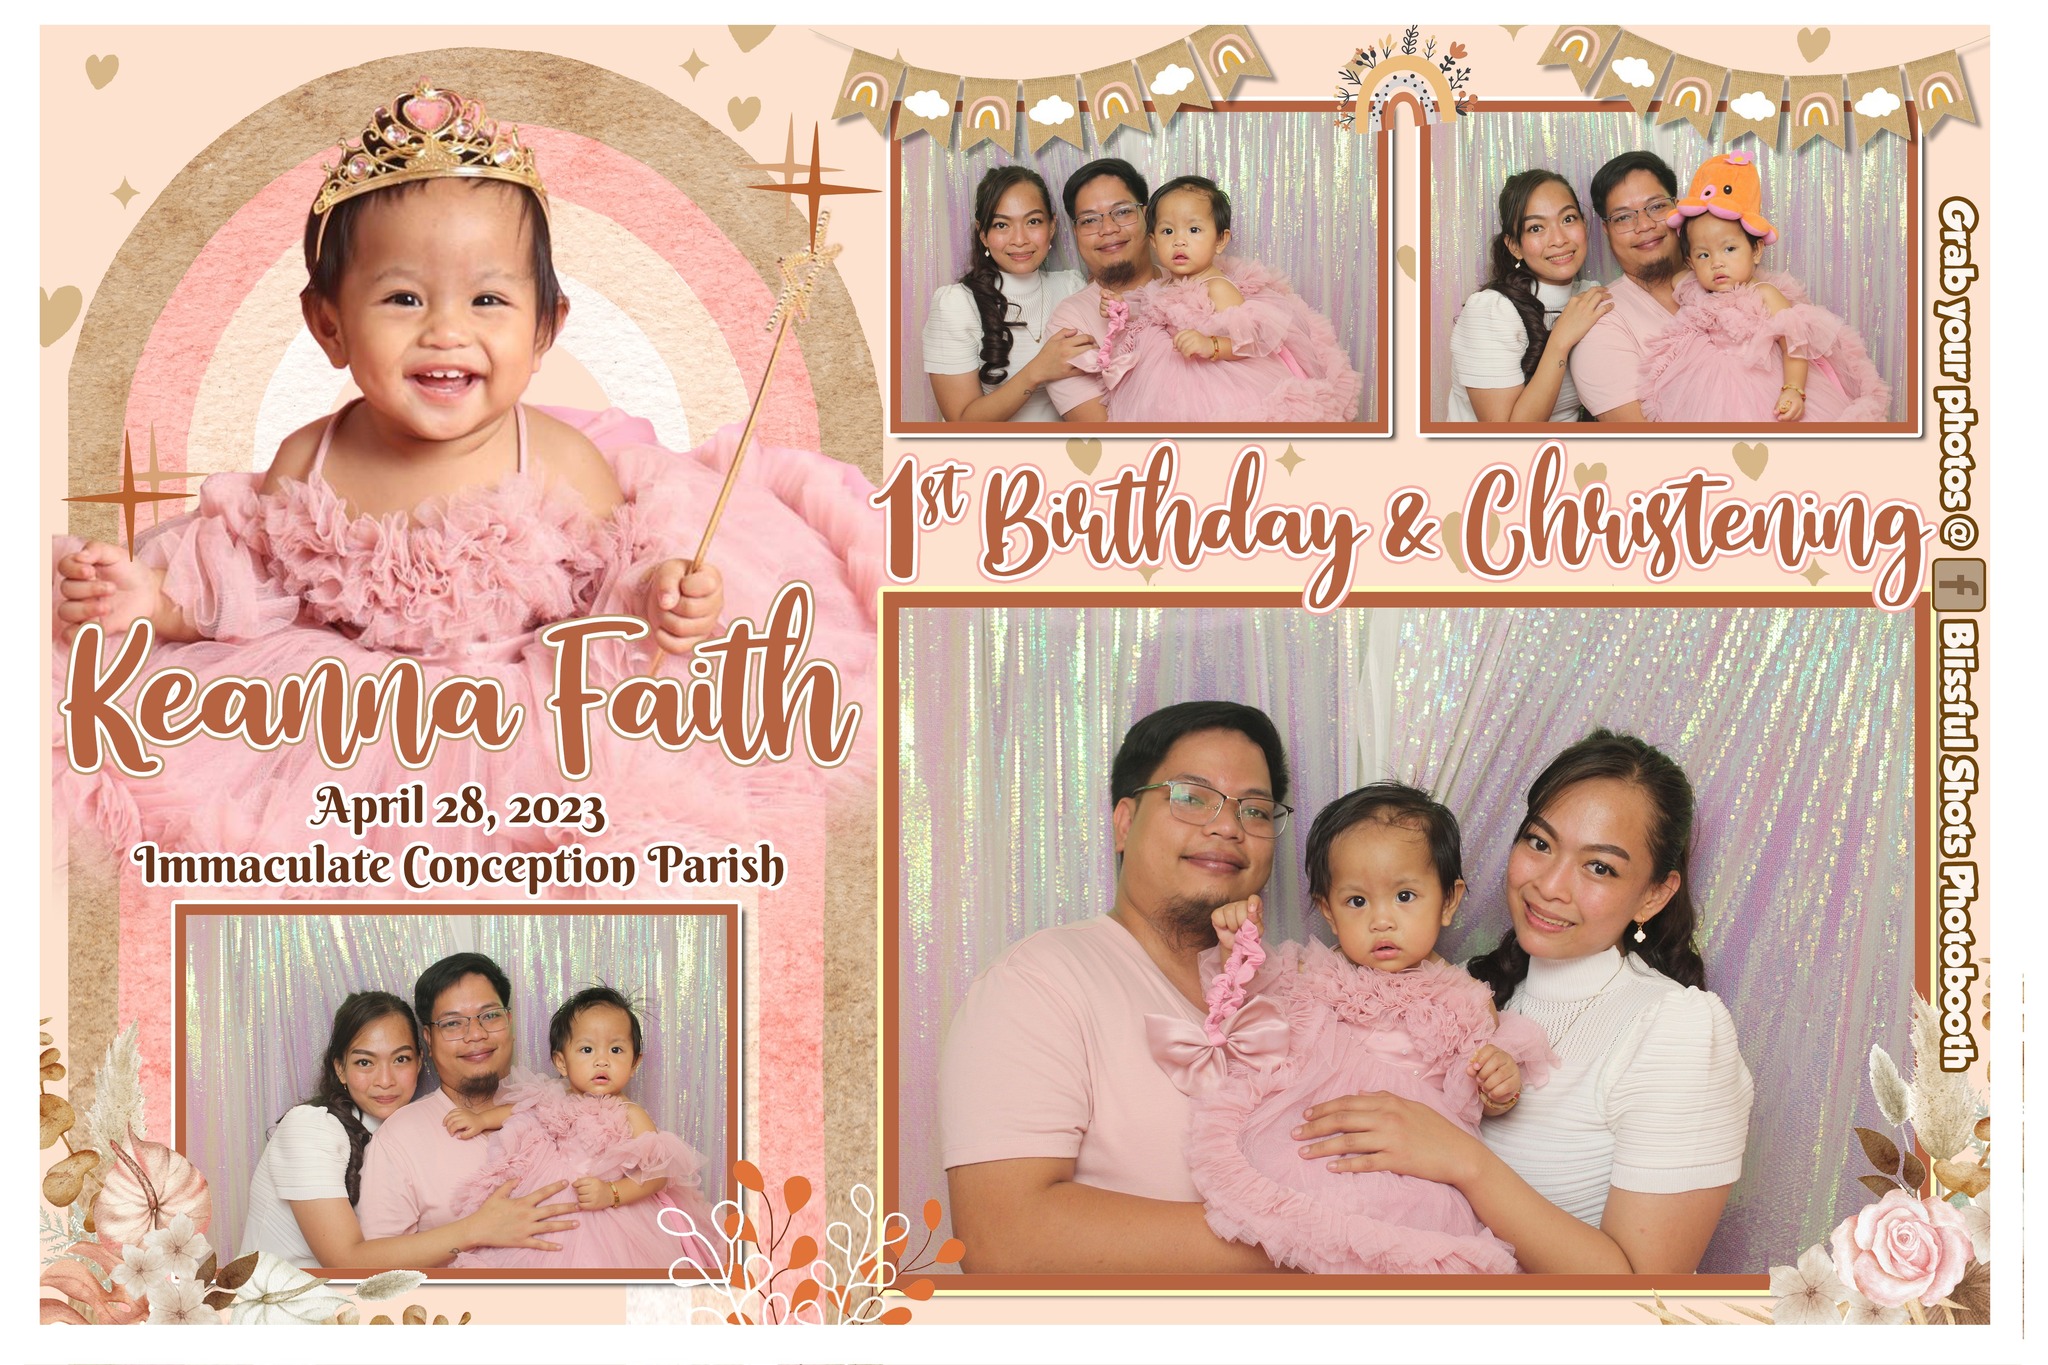 1st Birthday & Christening
Keanna Faith
April 28, 2023
Immaculate Conception Parish
Grab your photos @ f Blissful Shots Photobooth